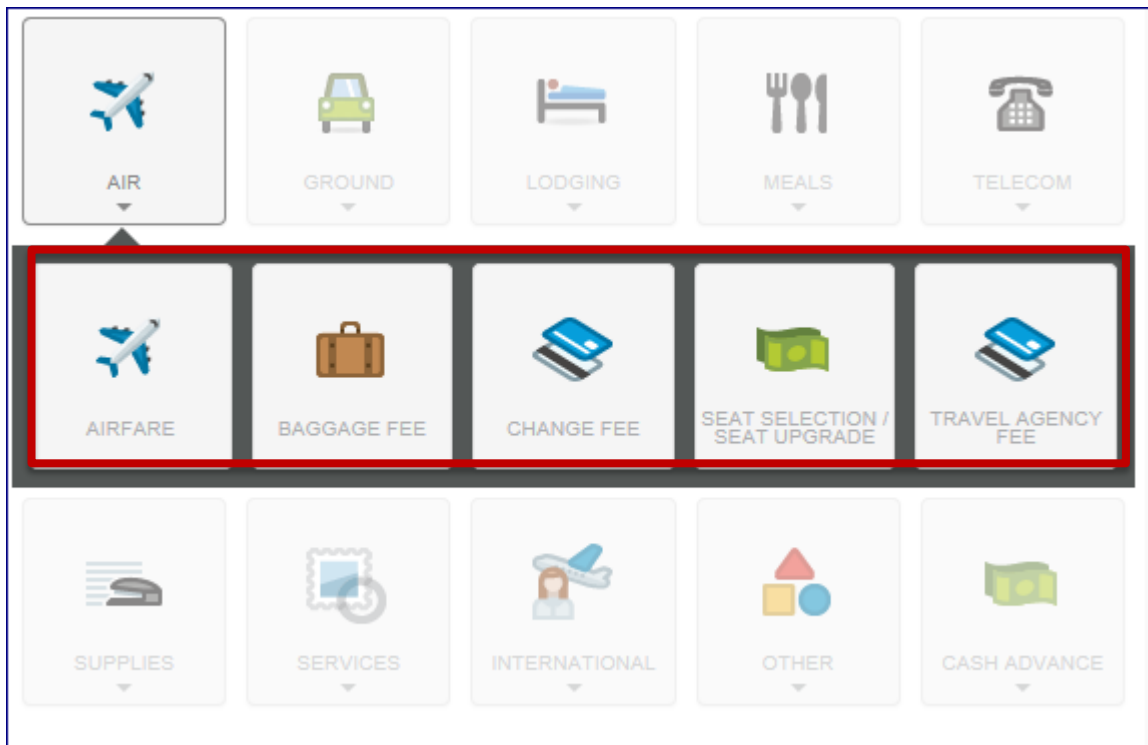 AIR
GROUND
LODGING
MEALS
TELECOM
AIRFARE
BAGGAGE FEE
CHANGE FEE
SEAT SELECTION /
SEAT UPGRADE
TRAVEL AGENCY
FEE
SUPPLIES
SERVICES
INTERNATIONAL
OTHER
CASH ADVANCE